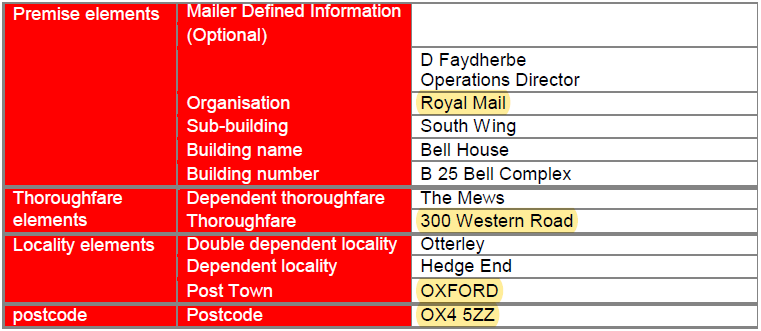 Premise elements Mailer Defined Information
(Optional)
D Faydherbe
Operations Director
Organisation Royal Mail
Sub-building South Wing
Building name Bell House
Building number B 25 Bell Complex
Thoroughfare Dependent thoroughfare The Mews
elements Thoroughfare 300 Western Road
Locality elements Double dependent locality Otterley
Dependent locality Hedge End
Post Town OXFORD
postcode Postcode OX4 5ZZ